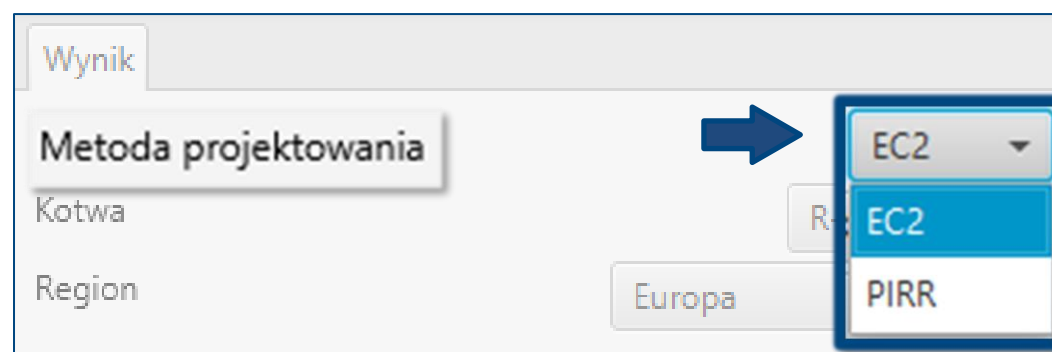 Wynik
Metoda projektowania
EC2
Kotwa
EC2
Region
Europa
PIRR